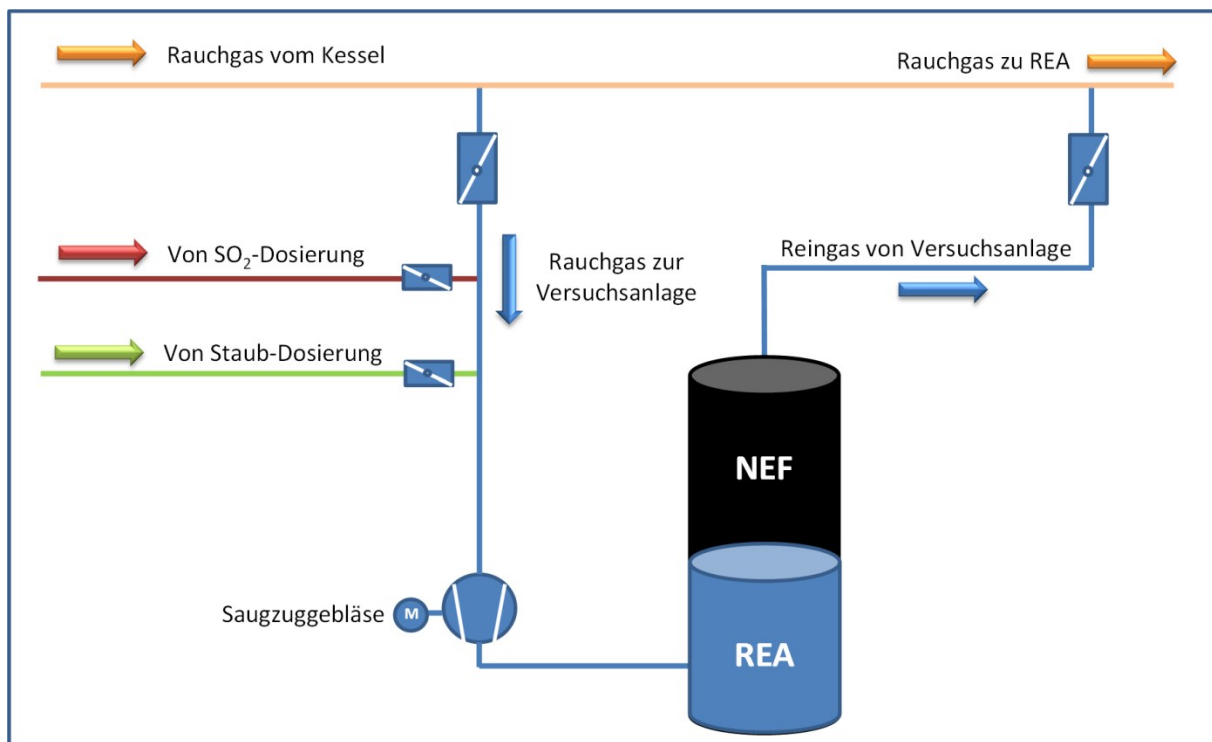 Rauchgas vom Kessel
Rauchgas zu REA
Von SO₂-Dosierung
Rauchgas zur
Versuchsanlage
Reingas von Versuchsanlage
Von Staub-Dosierung
NEF
Saugzuggebläse
M
REA